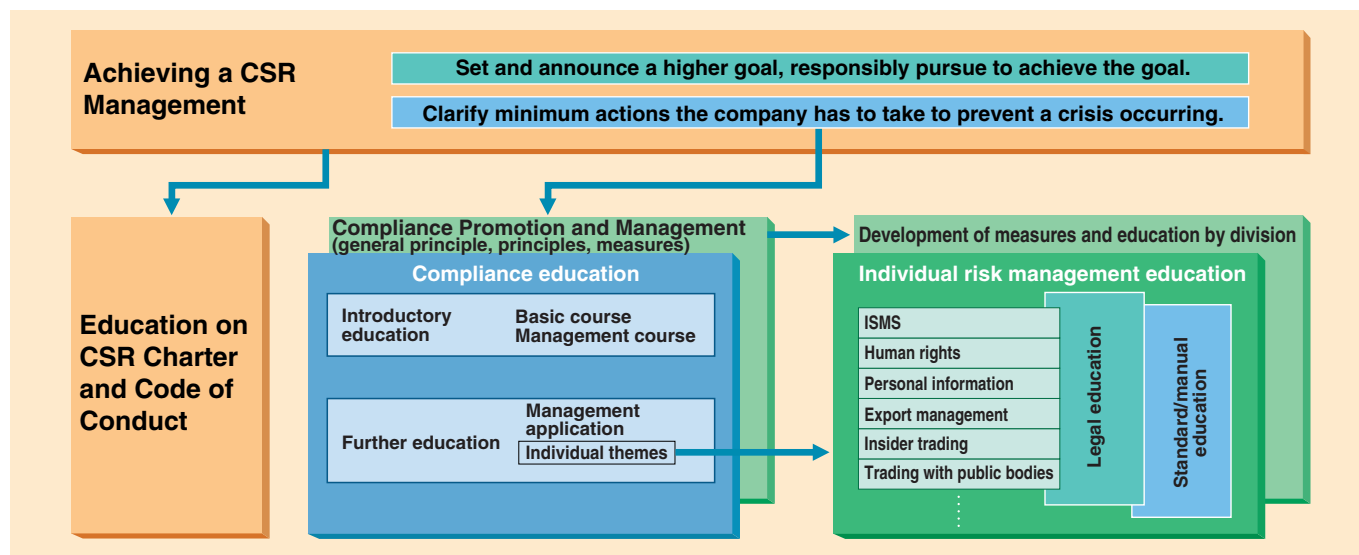 Achieving a CSR
Management
Set and announce a higher goal, responsibly pursue to achieve the goal.
Clarify minimum actions the company has to take to prevent a crisis occurring.
Education on
CSR Charter
and Code of
Conduct
Compliance Promotion and Management
(general principle, principles, measures)
Compliance education
Introductory
education
Basic course
Management course
Further education
Management
application
Individual themes
Development of measures and education by division
Individual risk management education
ISMS
Human rights
Personal information
Export management
Insider trading
Trading with public bodies
Legal education
Standard/manual
education